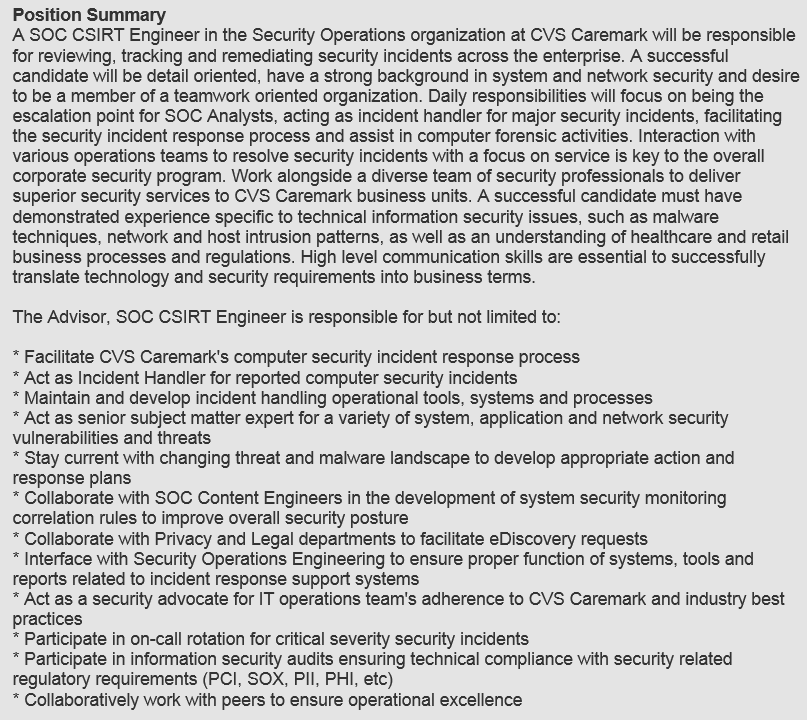 Position Summary
A SOC CSIRT Engineer in the Security Operations organization at CVS Caremark will be responsible
for reviewing, tracking and remediating security incidents across the enterprise. A successful
candidate will be detail oriented, have a strong background in system and network security and desire
to be a member of a teamwork oriented organization. Daily responsibilities will focus on being the
escalation point for SOC Analysts, acting as incident handler for major security incidents, facilitating
the security incident response process and assist in computer forensic activities. Interaction with
various operations teams to resolve security incidents with a focus on service is key to the overall
corporate security program. Work alongside a diverse team of security professionals to deliver
superior security services to CVS Caremark business units. A successful candidate must have
demonstrated experience specific to technical information security issues, such as malware
techniques, network and host intrusion patterns, as well as an understanding of healthcare and retail
business processes and regulations. High level communication skills are essential to successfully
translate technology and security requirements into business terms.
The Advisor, SOC CSIRT Engineer is responsible for but not limited to:
* Facilitate CVS Caremark's computer security incident response process
* Act as Incident Handler for reported computer security incidents
* Maintain and develop incident handling operational tools, systems and processes
* Act as senior subject matter expert for a variety of system, application and network security
vulnerabilities and threats
* Stay current with changing threat and malware landscape to develop appropriate action and
response plans
* Collaborate with SOC Content Engineers in the development of system security monitoring
correlation rules to improve overall security posture
* Collaborate with Privacy and Legal departments to facilitate eDiscovery requests
* Interface with Security Operations Engineering to ensure proper function of systems, tools and
reports related to incident response support systems
* Act as a security advocate for IT operations team's adherence to CVS Caremark and industry best
practices
* Participate in on-call rotation for critical severity security incidents
* Participate in information security audits ensuring technical compliance with security related
regulatory requirements (PCI, SOX, PII, PHI, etc)
* Collaboratively work with peers to ensure operational excellence